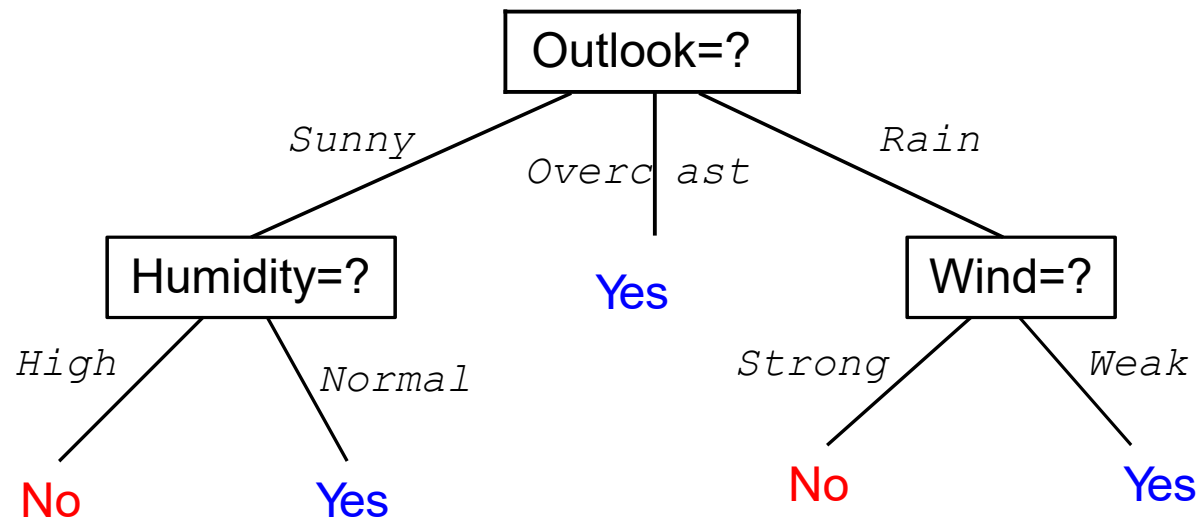 Outlook=?
Sunny
Overc ast
Rain
Humidity=?
Yes
Wind=?
High
Normal
Strong
Weak
No
Yes
No
Yes